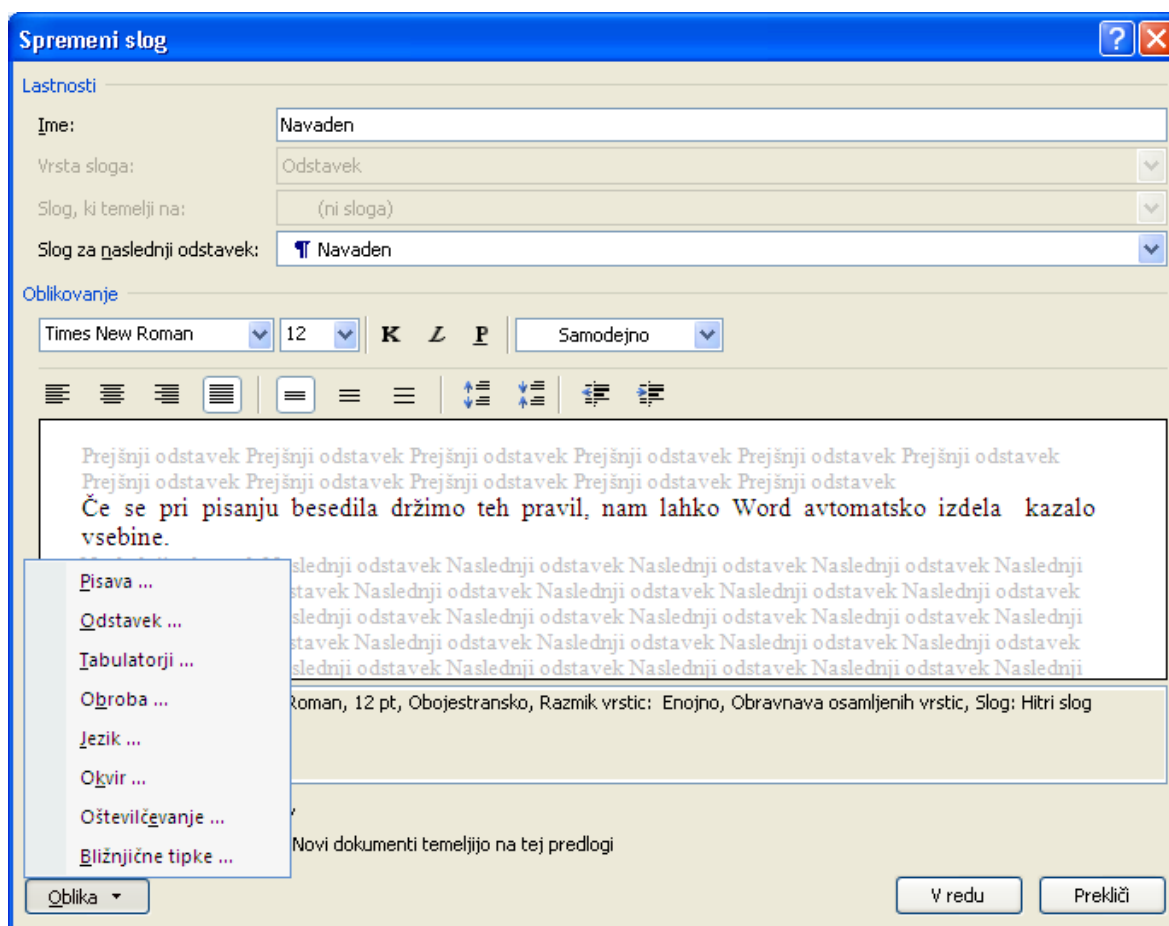 Spremeni slog
Lastnosti
Ime:
Navaden
Vrsta sloga:
Odstavek
Slog, ki temelji na:
(ni sloga)
Slog za naslednji odstavek:
¶ Navaden
Oblikovanje
Times New Roman 12 K L P Samodejno
Prejšnji odstavek Prejšnji odstavek Prejšnji odstavek Prejšnji odstavek Prejšnji odstavek Prejšnji odstavek
Prejšnji odstavek Prejšnji odstavek Prejšnji odstavek Prejšnji odstavek Prejšnji odstavek
Če se pri pisanju besedila držimo teh pravil, nam lahko Word avtomatsko izdela kazalo
vsebine.
slednji odstavek Naslednji odstavek Naslednji odstavek Naslednji odstavek Naslednji
stavek Naslednji odstavek Naslednji odstavek Naslednji odstavek Naslednji odstavek
slednji odstavek Naslednji odstavek Naslednji odstavek Naslednji odstavek Naslednji
stavek Naslednji odstavek Naslednji odstavek Naslednji odstavek Naslednji odstavek
slednji odstavek Naslednji odstavek Naslednji odstavek Naslednji odstavek Naslednji
Roman, 12 pt, Obojestransko, Razmik vrstic: Enojno, Obravnava osamljenih vrstic, Slog: Hitri slog
Novi dokumenti temeljijo na tej predlogi
Pisava ...
Odstavek ...
Tabulatorji ...
Obroba ...
Jezik ...
Okvir ...
Oštevilčevanje ...
Bližnjične tipke ...
Oblika
V redu
Prekliči